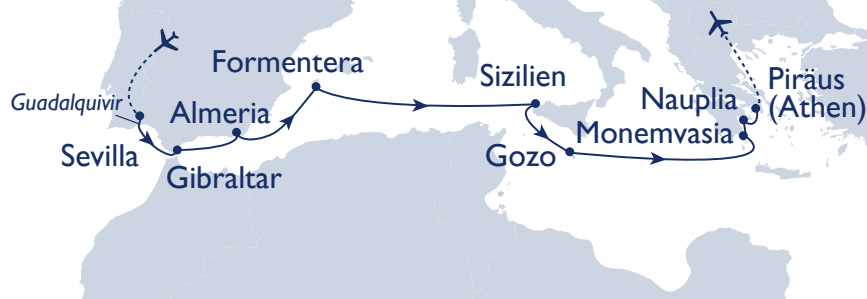 Formentera
Sizilien
Piräus
(Athen)
Guadalquivir
Almeria
Nauplia
Monemvasia
Sevilla
Gozo
Gibraltar